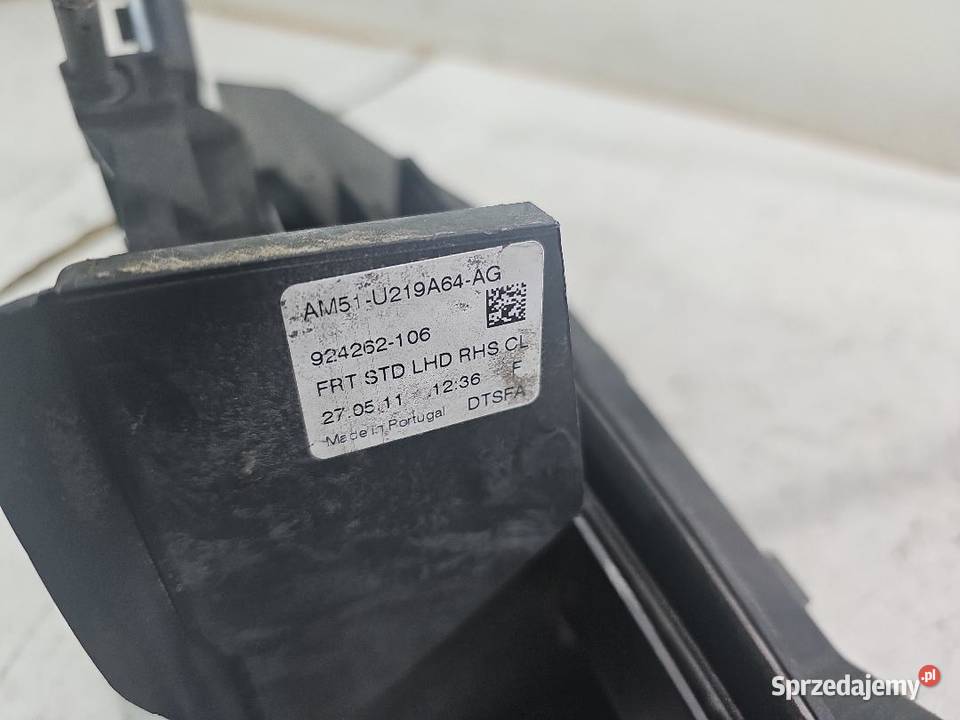 AM51-U219A64-AG
924262-106
FRT STD LHD RHS CL
27.05.11 12:36 F
Made in Portugal DTSFA
Sprzedajemy.pl